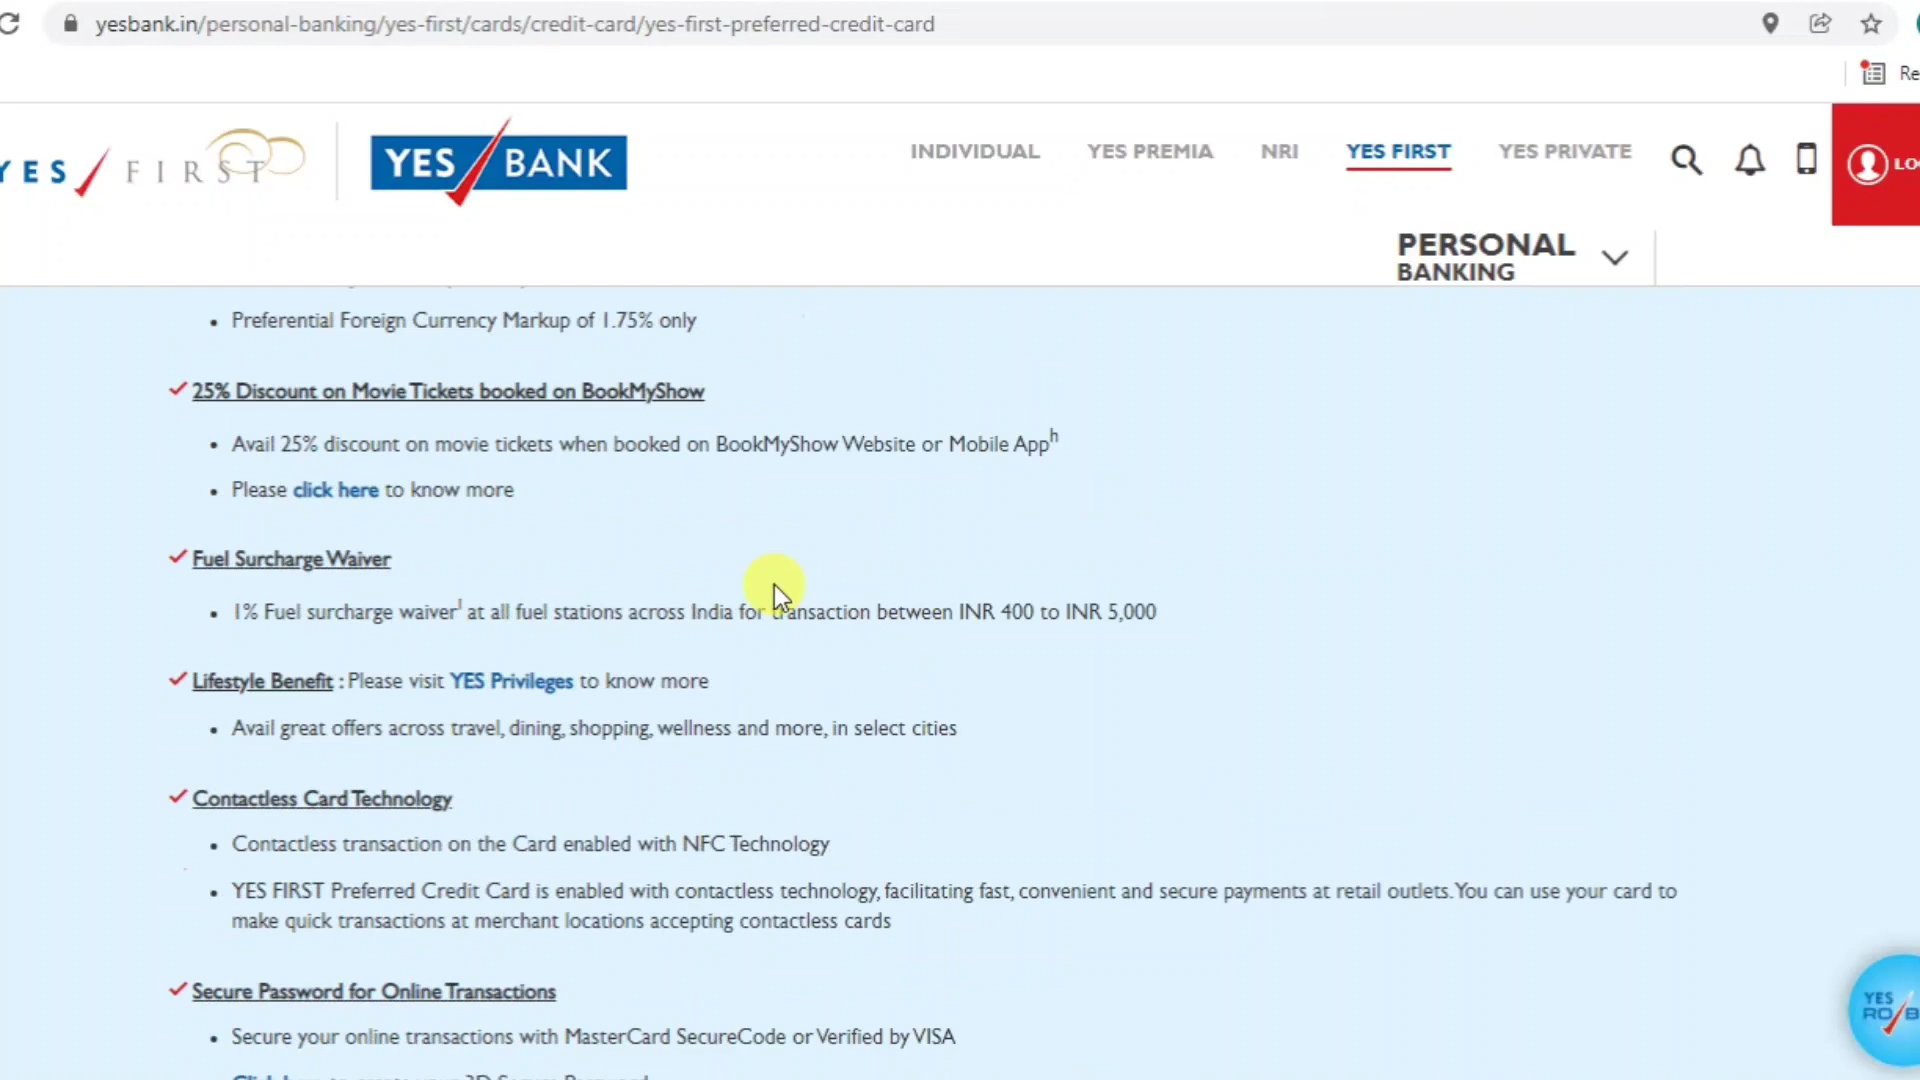 yesbank.in/personal-banking/yes-first/cards/credit-card/yes-first-preferred-credit-card
YES FIRST
YES BANK
INDIVIDUAL
YES PREMIA
NRI
YES FIRST
YES PRIVATE
PERSONAL
BANKING
• Preferential Foreign Currency Markup of 1.75% only
25% Discount on Movie Tickets booked on BookMyShow
• Avail 25% discount on movie tickets when booked on BookMyShow Website or Mobile Apph
• Please click here to know more
Fuel Surcharge Waiver
• 1% Fuel surcharge waiverI at all fuel stations across India for transaction between INR 400 to INR 5,000
Lifestyle Benefit : Please visit YES Privileges to know more
• Avail great offers across travel, dining, shopping, wellness and more, in select cities
Contactless Card Technology
• Contactless transaction on the Card enabled with NFC Technology
• YES FIRST Preferred Credit Card is enabled with contactless technology, facilitating fast, convenient and secure payments at retail outlets. You can use your card to
make quick transactions at merchant locations accepting contactless cards
Secure Password for Online Transactions
• Secure your online transactions with MasterCard SecureCode or Verified by VISA
YES